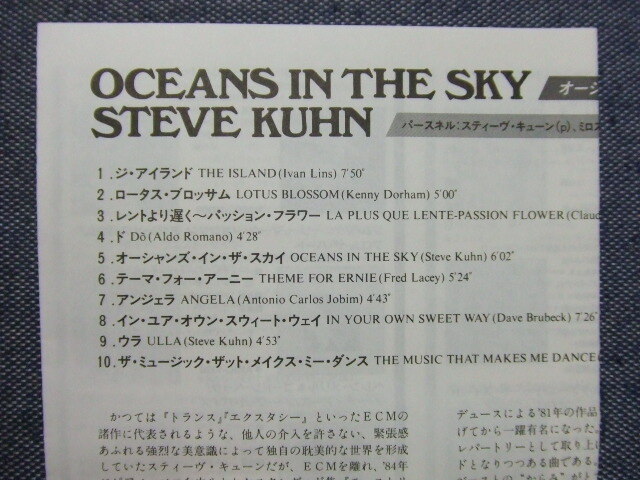 OCEANS IN THE SKY オー
STEVE KUHN パースネル:スティーヴ・キューン(p)、ミロス
1.ジ・アイランド THE ISLAND(Ivan Lins) 7'50"
2.ロータス・ブロッサム LOTUS BLOSSOM(Kenny Dorham) 5'00"
3.レントより遅く〜パッション・フラワー LA PLUS QUE LENTE-PASSION FLOWER(Claud
4.ド Dō(Aldo Romano) 4'28"
5.オーシャンズ・イン・ザ・スカイ OCEANS IN THE SKY(Steve Kuhn) 6'02"
6.テーマ・フォー・アーニー THEME FOR ERNIE(Fred Lacey) 5'24"
7.アンジェラ ANGELA(Antonio Carlos Jobim) 4'43"
8.イン・ユア・オウン・スウィート・ウェイ IN YOUR OWN SWEET WAY(Dave Brubeck) 7'26"
9.ウラ ULLA(Steve Kuhn) 4'53"
10.ザ・ミュージック・ザット・メイクス・ミー・ダンス THE MUSIC THAT MAKES ME DANCE
かつては『トランス』『エクスタシー』といったECMの
諸作に代表されるような、他人の介入を許さない、緊張感
あふれる強烈な美意識によって独自の耽美的な世界を形成
していたスティーヴ・キューンだが、ECMを離れ、'84年
デュースによる'81年の作品
げてから一躍有名になった
レパートリーとして取り上
ドとなりつつある曲である。